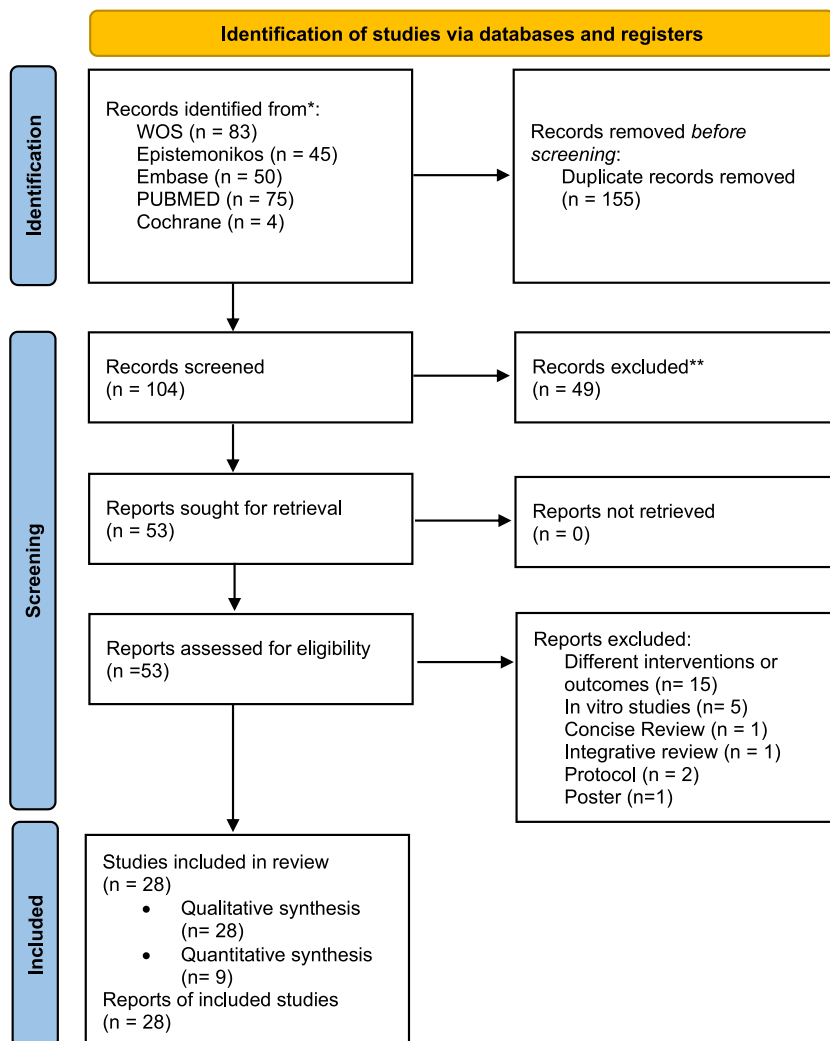 Identification of studies via databases and registers
Identification
Records identified from*:
WOS (n = 83)
Epistemonikos (n = 45)
Embase (n = 50)
PUBMED (n = 75)
Cochrane (n = 4)
Records removed before
screening:
Duplicate records removed
(n = 155)
Screening
Records screened
(n = 104)
Records excluded**
(n = 49)
Reports sought for retrieval
(n = 53)
Reports not retrieved
(n = 0)
Reports assessed for eligibility
(n =53)
Reports excluded:
Different interventions or
outcomes (n= 15)
In vitro studies (n= 5)
Concise Review (n = 1)
Integrative review (n = 1)
Protocol (n = 2)
Poster (n=1)
Included
Studies included in review
(n = 28)
• Qualitative synthesis
(n= 28)
• Quantitative synthesis
(n= 9)
Reports of included studies
(n = 28)